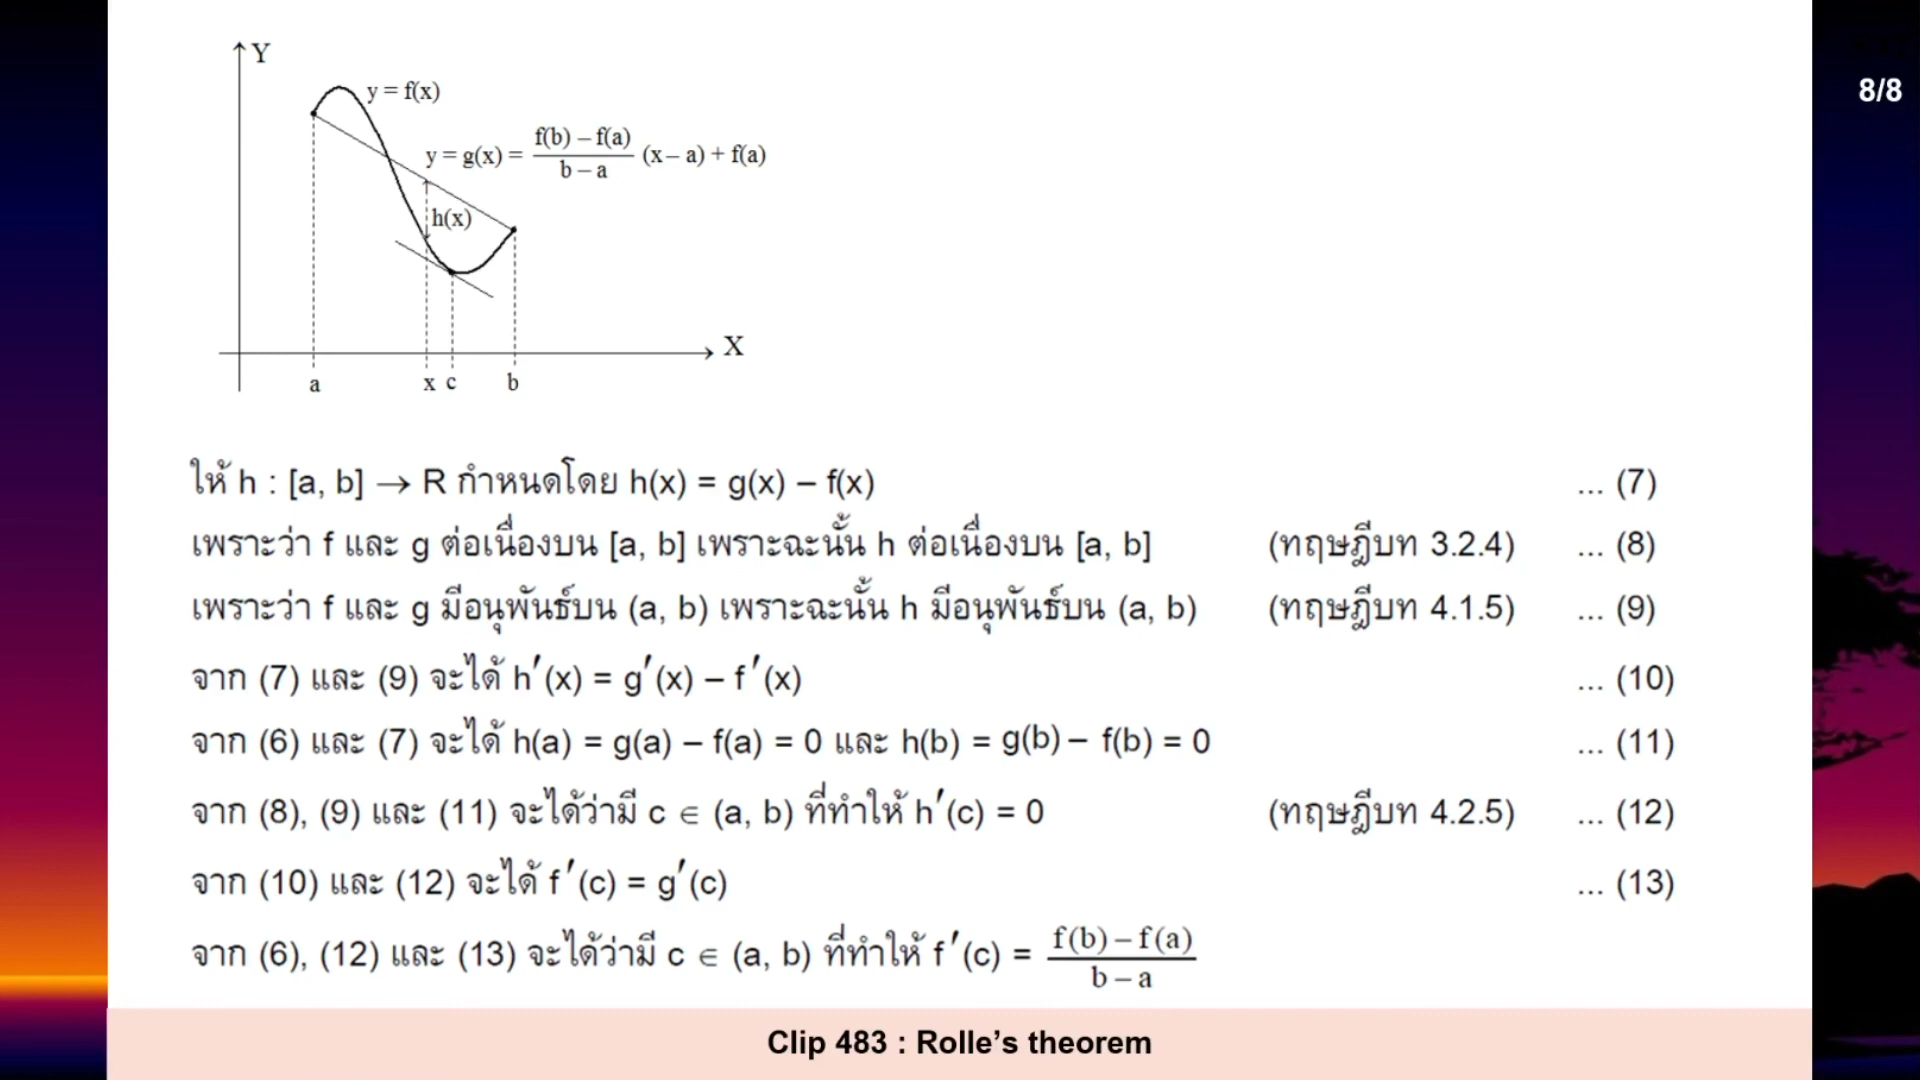 8/8
Y
y = f(x)
y = g(x) = \frac{f(b) – f(a)}{b – a} (x – a) + f(a)
h(x)
X
a x c b
ให้ h : [a, b] → R กำหนดโดย h(x) = g(x) – f(x) ... (7)
เพราะว่า f และ g ต่อเนื่องบน [a, b] เพราะฉะนั้น h ต่อเนื่องบน [a, b] (ทฤษฎีบท 3.2.4) ... (8)
เพราะว่า f และ g มีอนุพันธ์บน (a, b) เพราะฉะนั้น h มีอนุพันธ์บน (a, b) (ทฤษฎีบท 4.1.5) ... (9)
จาก (7) และ (9) จะได้ h′(x) = g′(x) – f ′(x) ... (10)
จาก (6) และ (7) จะได้ h(a) = g(a) – f(a) = 0 และ h(b) = g(b) – f(b) = 0 ... (11)
จาก (8), (9) และ (11) จะได้ว่ามี c ∈ (a, b) ที่ทำให้ h′(c) = 0 (ทฤษฎีบท 4.2.5) ... (12)
จาก (10) และ (12) จะได้ f ′(c) = g′(c) ... (13)
จาก (6), (12) และ (13) จะได้ว่ามี c ∈ (a, b) ที่ทำให้ f ′(c) = \frac{f(b) – f(a)}{b – a}
Clip 483 : Rolle’s theorem